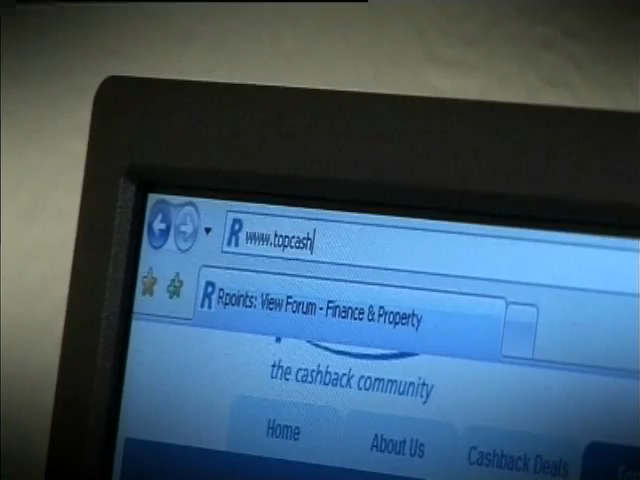 R www.topcash
R Rpoints: View Forum - Finance & Property
the cashback community
Home
About Us
Cashback Deals